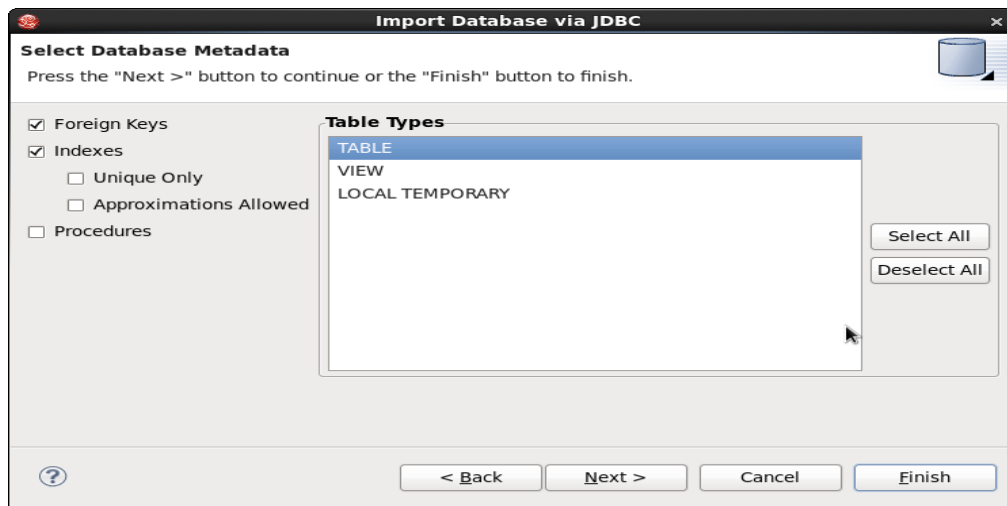 Import Database via JDBC
Select Database Metadata
Press the "Next >" button to continue or the "Finish" button to finish.
Foreign Keys
Indexes
Unique Only
Approximations Allowed
Procedures
Table Types
TABLE
VIEW
LOCAL TEMPORARY
Select All
Deselect All
?
< Back
Next >
Cancel
Finish